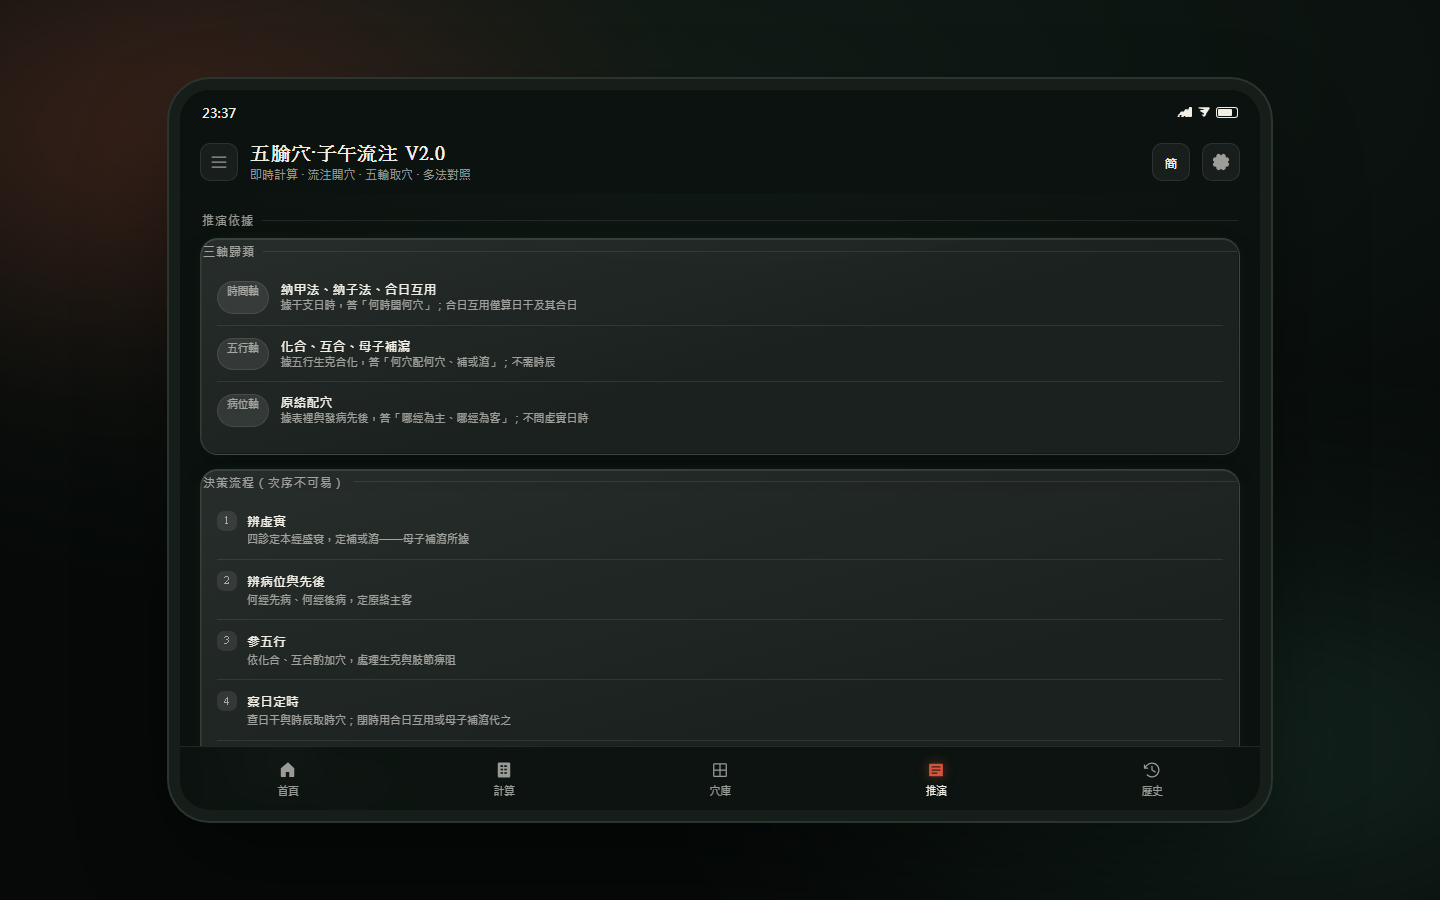 23:37
五腧穴·子午流注 V2.0
即時計算 · 流注開穴 · 五輸取穴 · 多法對照
簡
推演依據
三軸歸類
時間軸
納甲法、納子法、合日互用
據干支日時，答「何時開何穴」；合日互用僅算日干及其合日
五行軸
化合、互合、母子補瀉
據五行生克合化，答「何穴配何穴、補或瀉」；不需時辰
病位軸
原絡配穴
據表裡與發病先後，答「哪經為主、哪經為客」；不問虛實日時
決策流程（次序不可易）
1
辨虛實
四診定本經盛衰，定補或瀉——母子補瀉所據
2
辨病位與先後
何經先病、何經後病，定原絡主客
3
參五行
依化合、互合酌加穴，處理生克與肢節痹阻
4
察日定時
查日干與時辰取時穴；閉時用合日互用或母子補瀉代之
首頁
計算
穴庫
推演
歷史